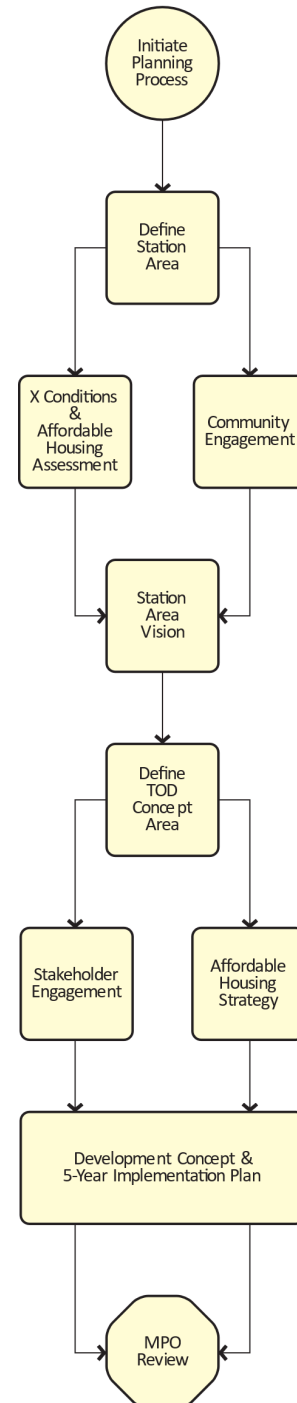 Initiate
Planning
Process
Define
Station
Area
X Conditions
&
Affordable
Housing
Assessment
Community
Engagement
Station
Area
Vision
Define
TOD
Concept
Area
Stakeholder
Engagement
Affordable
Housing
Strategy
Development Concept &
5-Year Implementation Plan
MPO
Review